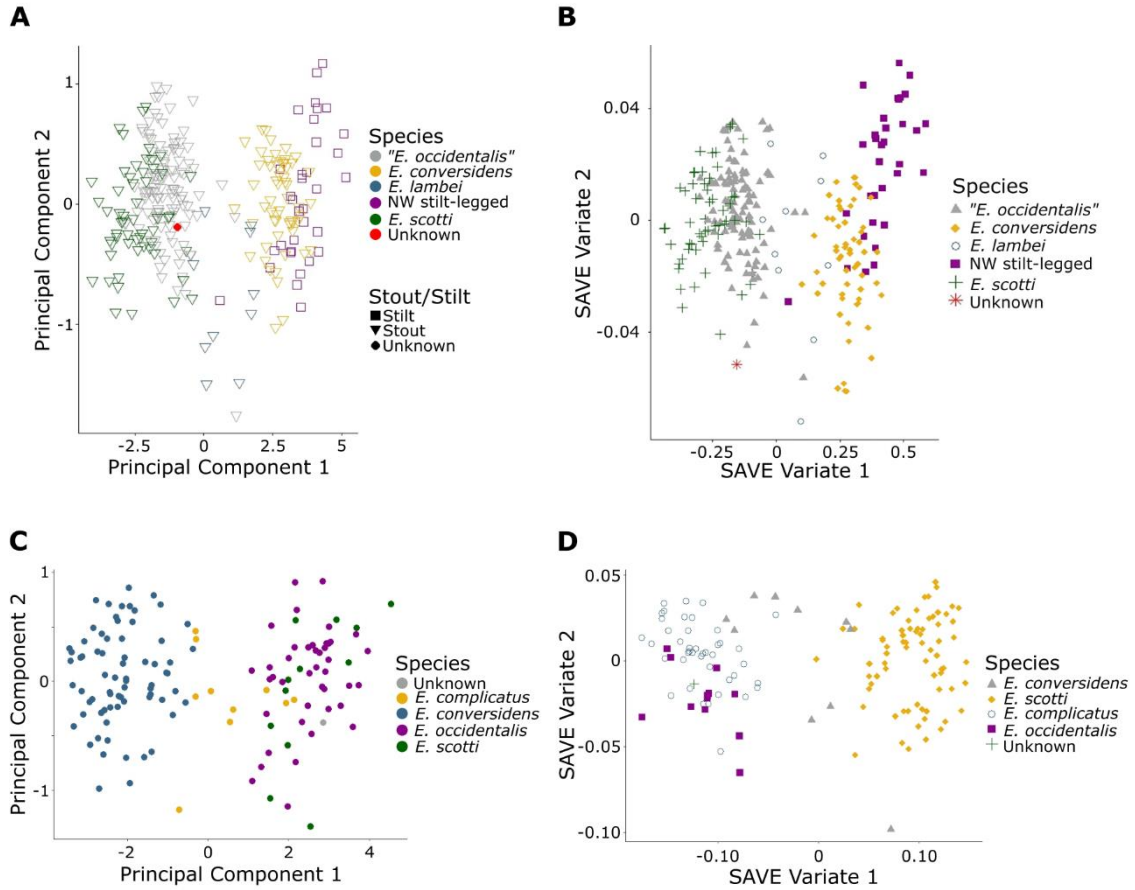 A
Principal Component 2
1
0
-1
-2.5
0
2.5
5
Principal Component 1
Species
"E. occidentalis"
E. conversidens
E. lambei
NW stilt-legged
E. scotti
Unknown
Stout/Stilt
Stilt
Stout
Unknown
B
SAVE Variate 2
0.04
0
-0.04
-0.25
0
0.25
0.5
SAVE Variate 1
Species
"E. occidentalis"
E. conversidens
E. lambei
NW stilt-legged
E. scotti
Unknown
C
Principal Component 2
1
0
-1
-2
0
2
4
Principal Component 1
Species
Unknown
E. complicatus
E. conversidens
E. occidentalis
E. scotti
D
SAVE Variate 2
0.05
0
-0.05
-0.10
-0.10
0
0.10
SAVE Variate 1
Species
E. conversidens
E. scotti
E. complicatus
E. occidentalis
Unknown